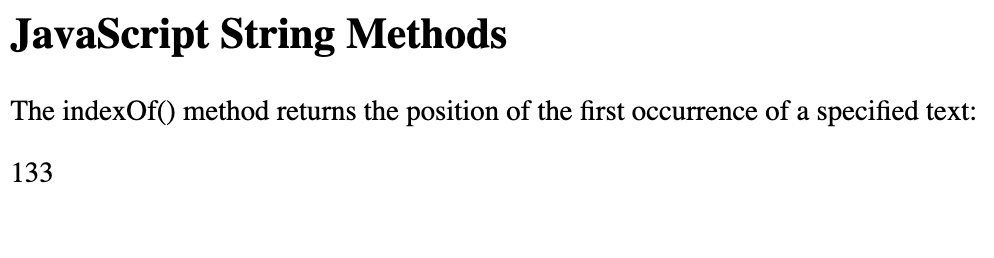 JavaScript String Methods
The indexOf() method returns the position of the first occurrence of a specified text:
133